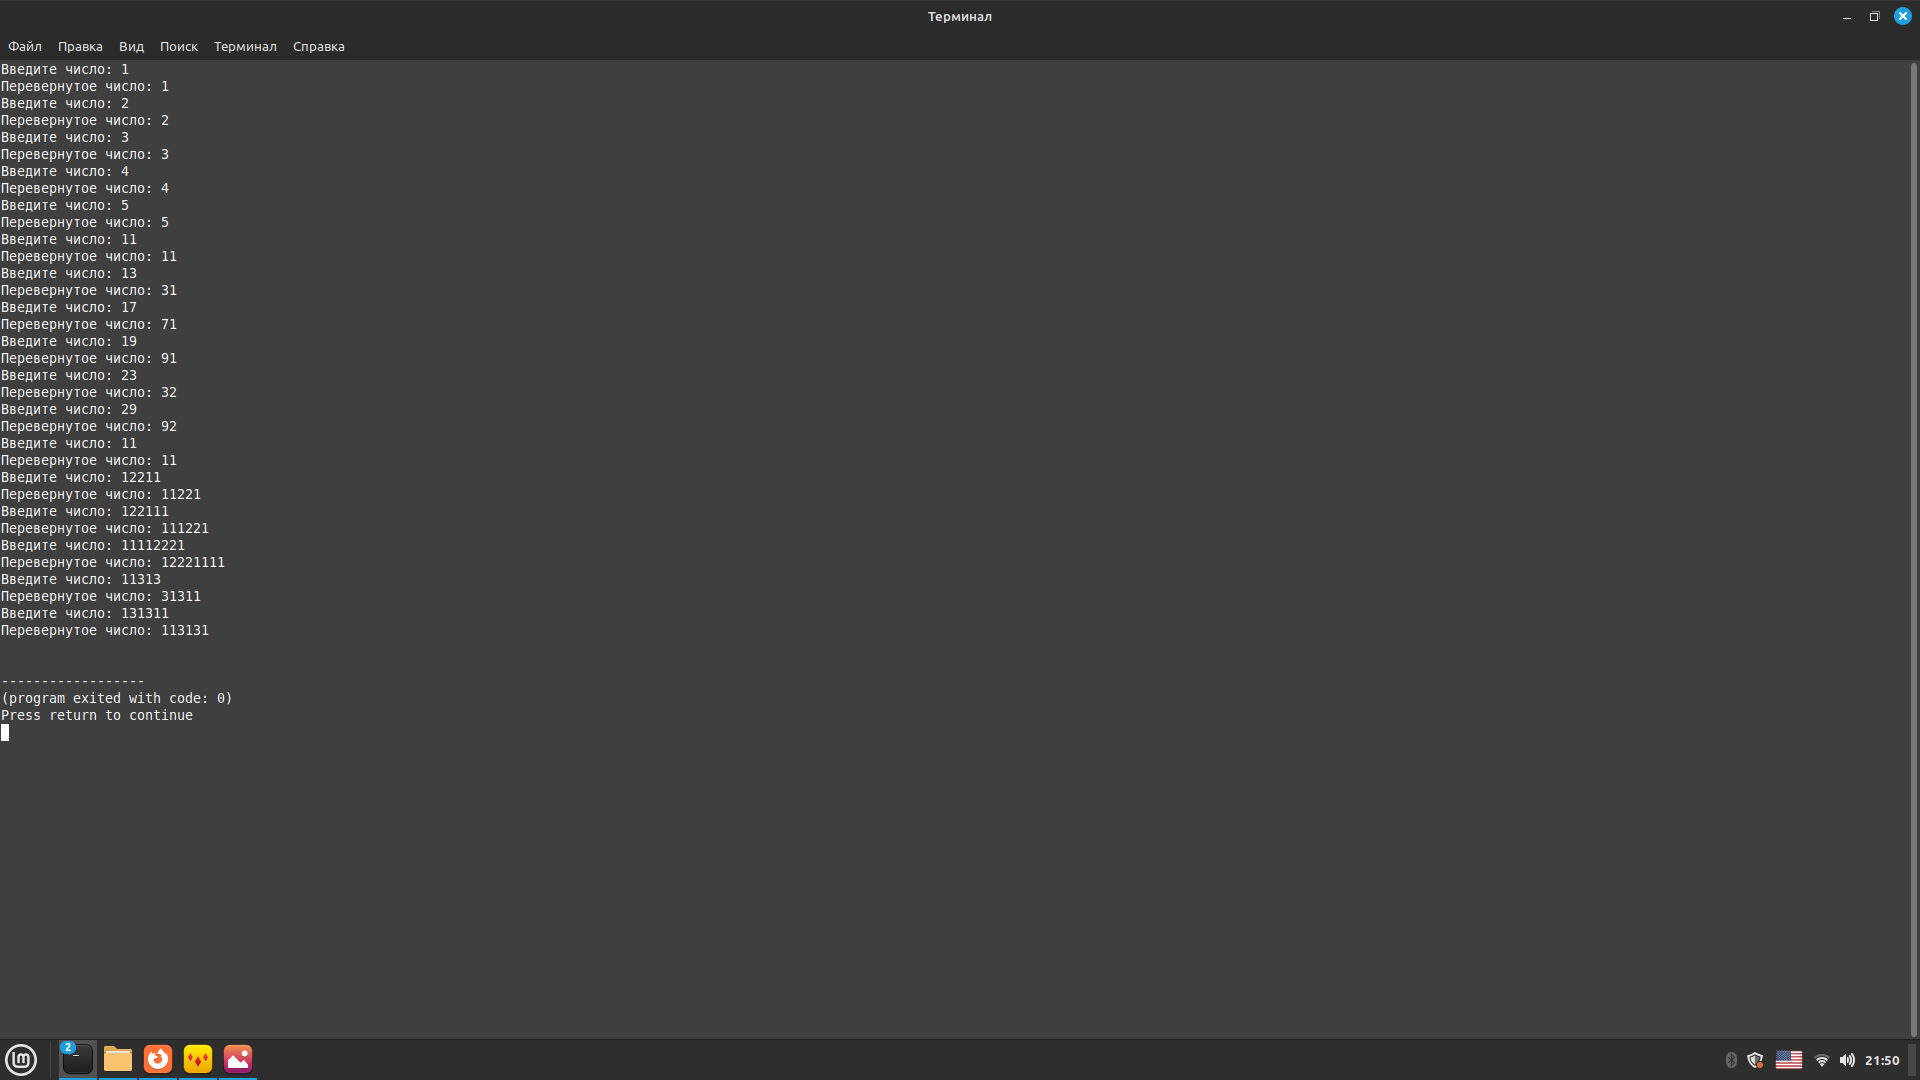 Терминал
Файл Правка Вид Поиск Терминал Справка
Введите число: 1
Перевернутое число: 1
Введите число: 2
Перевернутое число: 2
Введите число: 3
Перевернутое число: 3
Введите число: 4
Перевернутое число: 4
Введите число: 5
Перевернутое число: 5
Введите число: 11
Перевернутое число: 11
Введите число: 13
Перевернутое число: 31
Введите число: 17
Перевернутое число: 71
Введите число: 19
Перевернутое число: 91
Введите число: 23
Перевернутое число: 32
Введите число: 29
Перевернутое число: 92
Введите число: 11
Перевернутое число: 11
Введите число: 12211
Перевернутое число: 11221
Введите число: 122111
Перевернутое число: 111221
Введите число: 11112221
Перевернутое число: 12221111
Введите число: 11313
Перевернутое число: 31311
Введите число: 131311
Перевернутое число: 113131
------------------
(program exited with code: 0)
Press return to continue
2
21:50